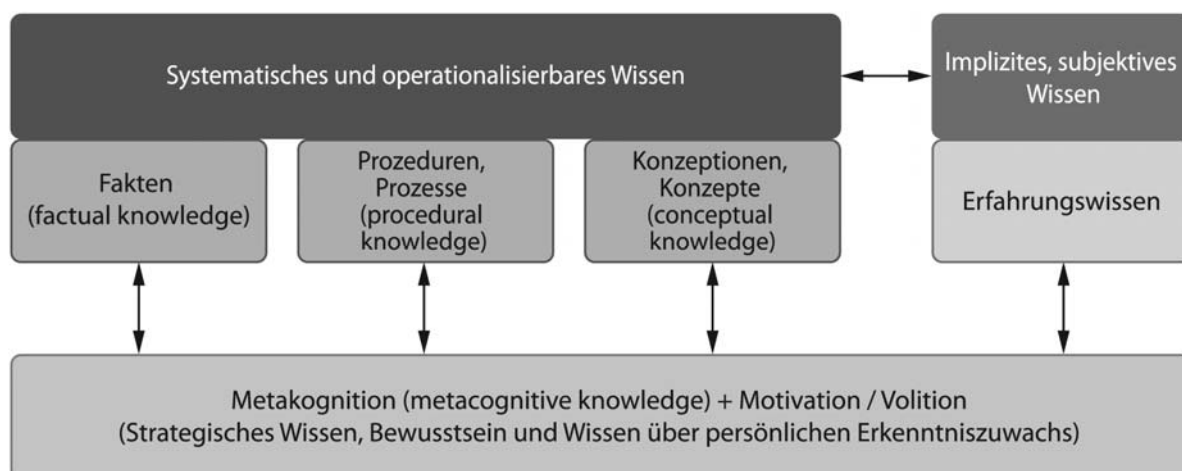 Systematisches und operationalisierbares Wissen
Implizites, subjektives
Wissen
Fakten
(factual knowledge)
Prozeduren,
Prozesse
(procedural
knowledge)
Konzeptionen,
Konzepte
(conceptual
knowledge)
Erfahrungswissen
Metakognition (metacognitive knowledge) + Motivation / Volition
(Strategisches Wissen, Bewusstsein und Wissen über persönlichen Erkenntniszuwachs)